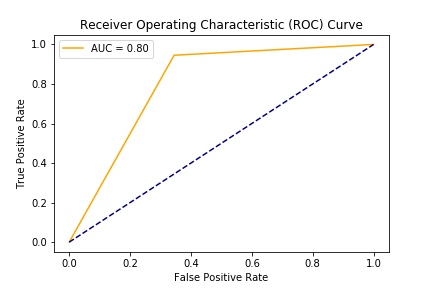 Receiver Operating Characteristic (ROC) Curve
AUC = 0.80
True Positive Rate
1.0
0.8
0.6
0.4
0.2
0.0
0.0 0.2 0.4 0.6 0.8 1.0
False Positive Rate